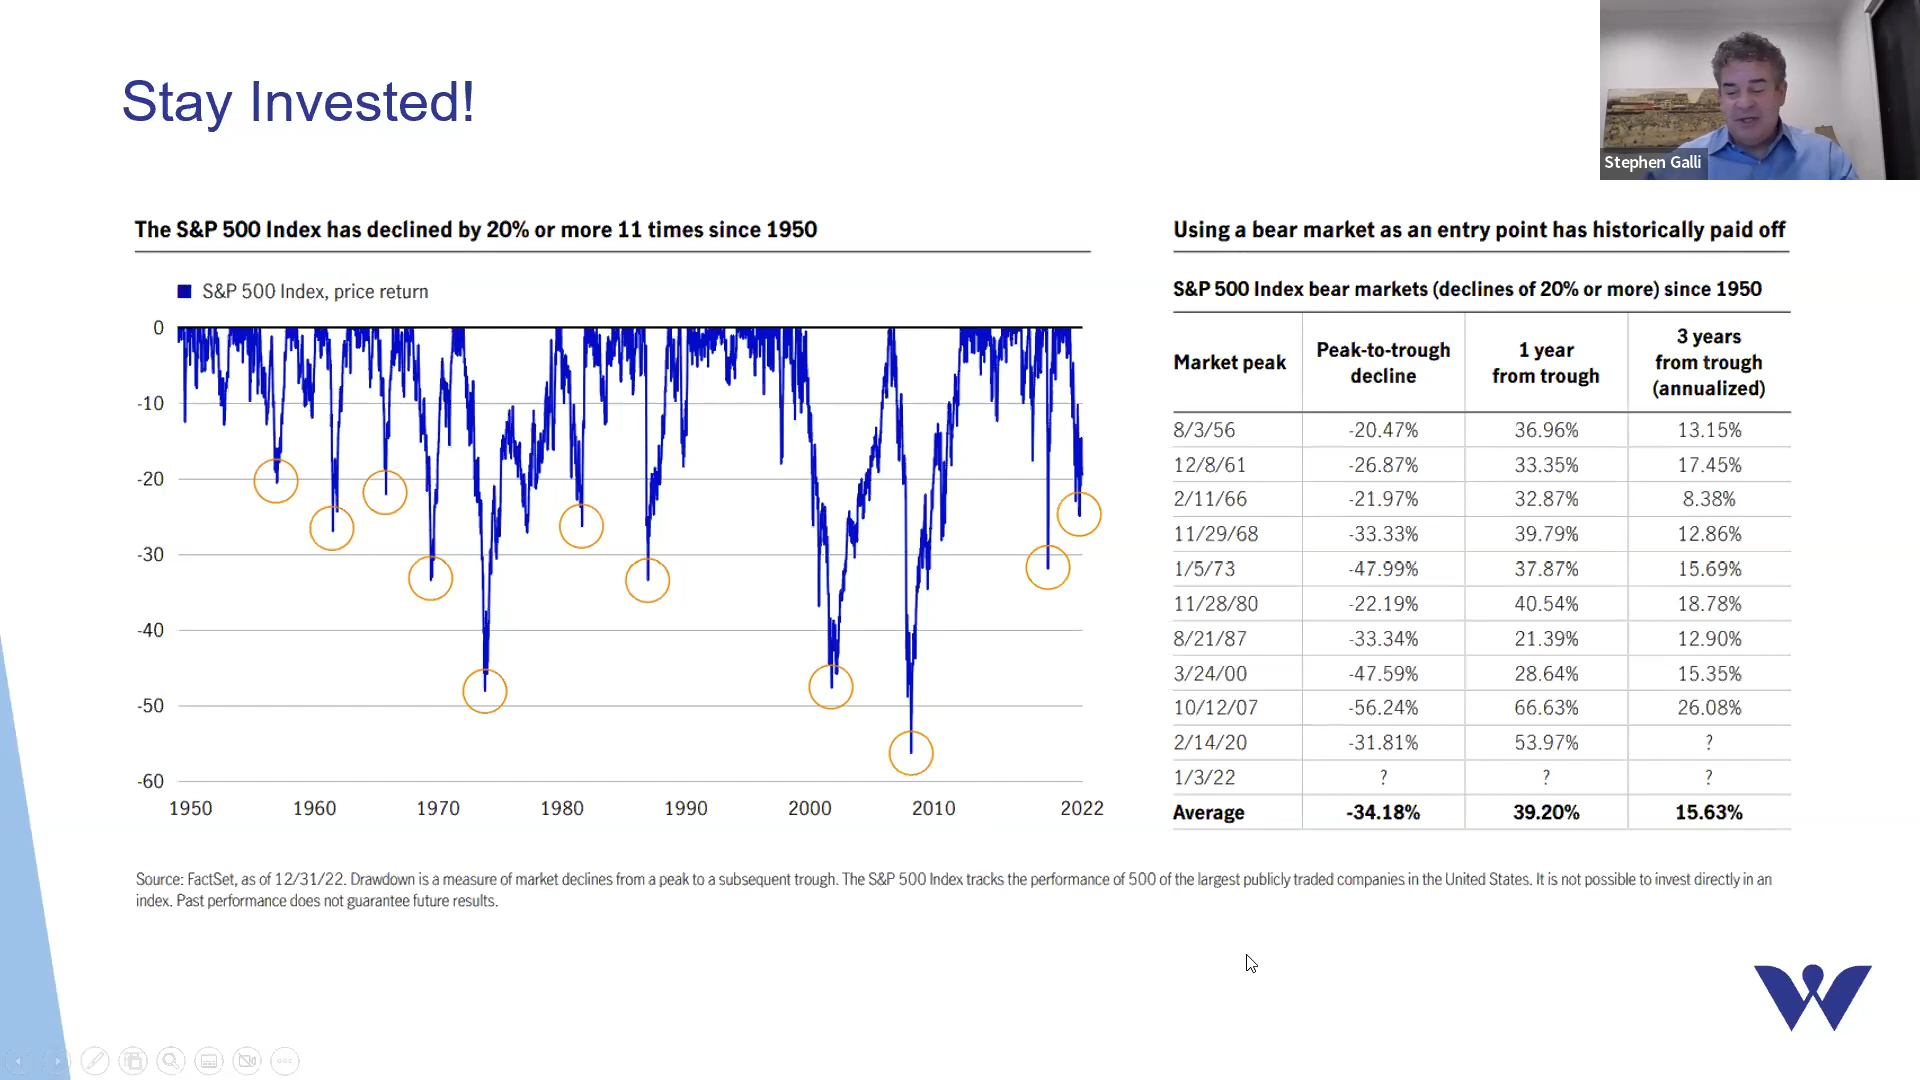 Stay Invested!
Stephen Galli
The S&P 500 Index has declined by 20% or more 11 times since 1950
S&P 500 Index, price return
0
-10
-20
-30
-40
-50
-60
1950 1960 1970 1980 1990 2000 2010 2022
Using a bear market as an entry point has historically paid off
S&P 500 Index bear markets (declines of 20% or more) since 1950
Market peak Peak-to-trough decline 1 year from trough 3 years from trough (annualized)
8/3/56 -20.47% 36.96% 13.15%
12/8/61 -26.87% 33.35% 17.45%
2/11/66 -21.97% 32.87% 8.38%
11/29/68 -33.33% 39.79% 12.86%
1/5/73 -47.99% 37.87% 15.69%
11/28/80 -22.19% 40.54% 18.78%
8/21/87 -33.34% 21.39% 12.90%
3/24/00 -47.59% 28.64% 15.35%
10/12/07 -56.24% 66.63% 26.08%
2/14/20 -31.81% 53.97% ?
1/3/22 ? ? ?
Average -34.18% 39.20% 15.63%
Source: FactSet, as of 12/31/22. Drawdown is a measure of market declines from a peak to a subsequent trough. The S&P 500 Index tracks the performance of 500 of the largest publicly traded companies in the United States. It is not possible to invest directly in an
index. Past performance does not guarantee future results.